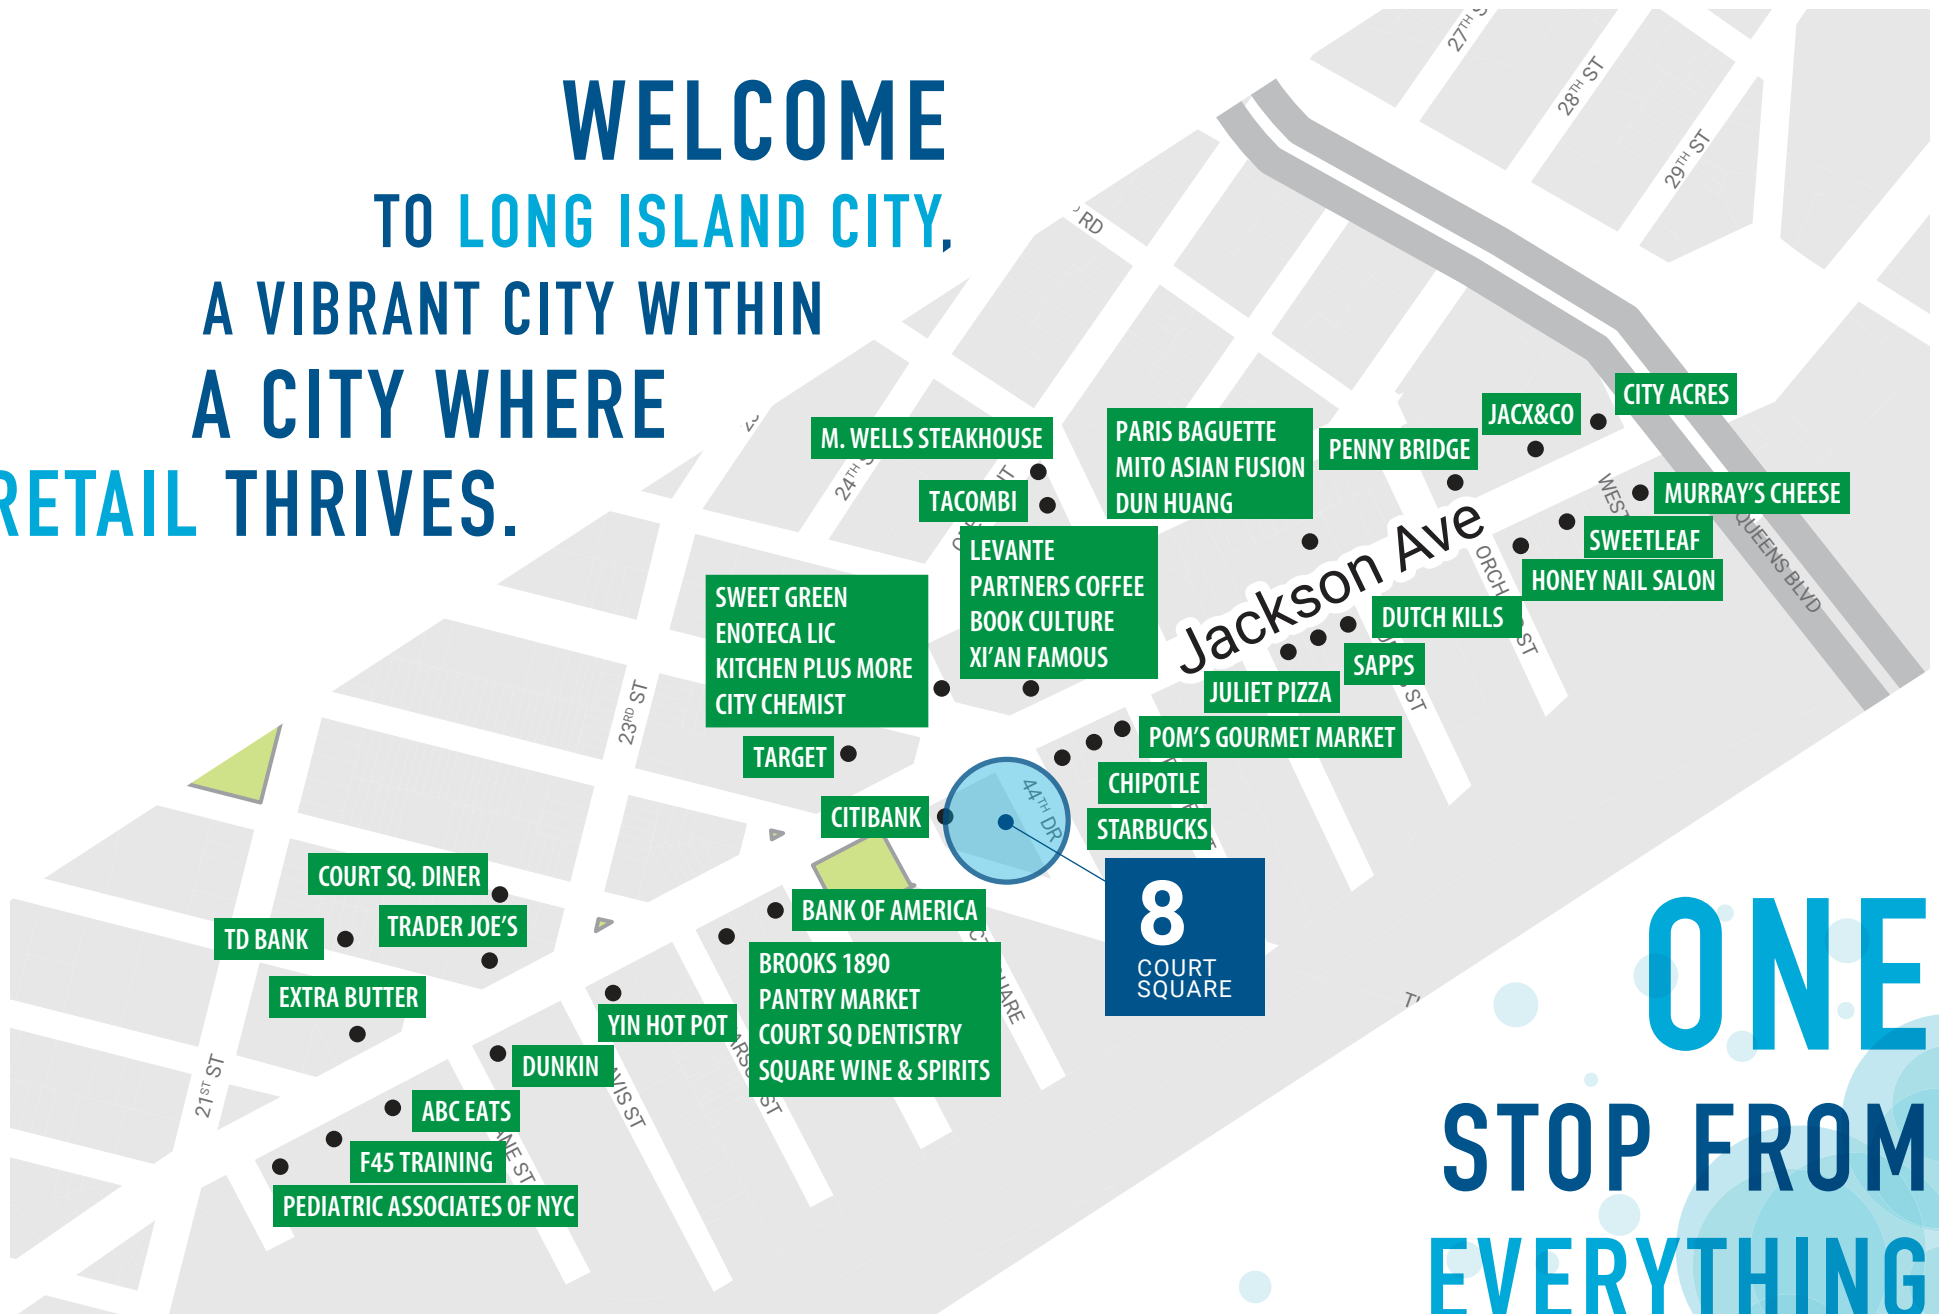 WELCOME
TO LONG ISLAND CITY,
A VIBRANT CITY WITHIN
A CITY WHERE
RETAIL THRIVES.
27TH
28TH ST
29TH ST
RD
CITY ACRES
JACX&CO
M. WELLS STEAKHOUSE
PARIS BAGUETTE
MITO ASIAN FUSION
DUN HUANG
PENNY BRIDGE
24TH
TACOMBI
MURRAY'S CHEESE
WEST
QUEENS BLVD
SWEETLEAF
HONEY NAIL SALON
Jackson Ave
LEVANTE
PARTNERS COFFEE
BOOK CULTURE
XI'AN FAMOUS
SWEET GREEN
ENOTECA LIC
KITCHEN PLUS MORE
CITY CHEMIST
DUTCH KILLS
ST
SAPPS
ST
JULIET PIZZA
23RD ST
POM'S GOURMET MARKET
TARGET
CHIPOTLE
44TH DR
CITIBANK
STARBUCKS
COURT SQ. DINER
8
COURT
SQUARE
BANK OF AMERICA
TRADER JOE'S
TD BANK
BROOKS 1890
PANTRY MARKET
COURT SQ DENTISTRY
SQUARE WINE & SPIRITS
EXTRA BUTTER
YIN HOT POT
DUNKIN
21ST ST
ST
ST
ABC EATS
F45 TRAINING
ST
PEDIATRIC ASSOCIATES OF NYC
ONE
STOP FROM
EVERYTHING